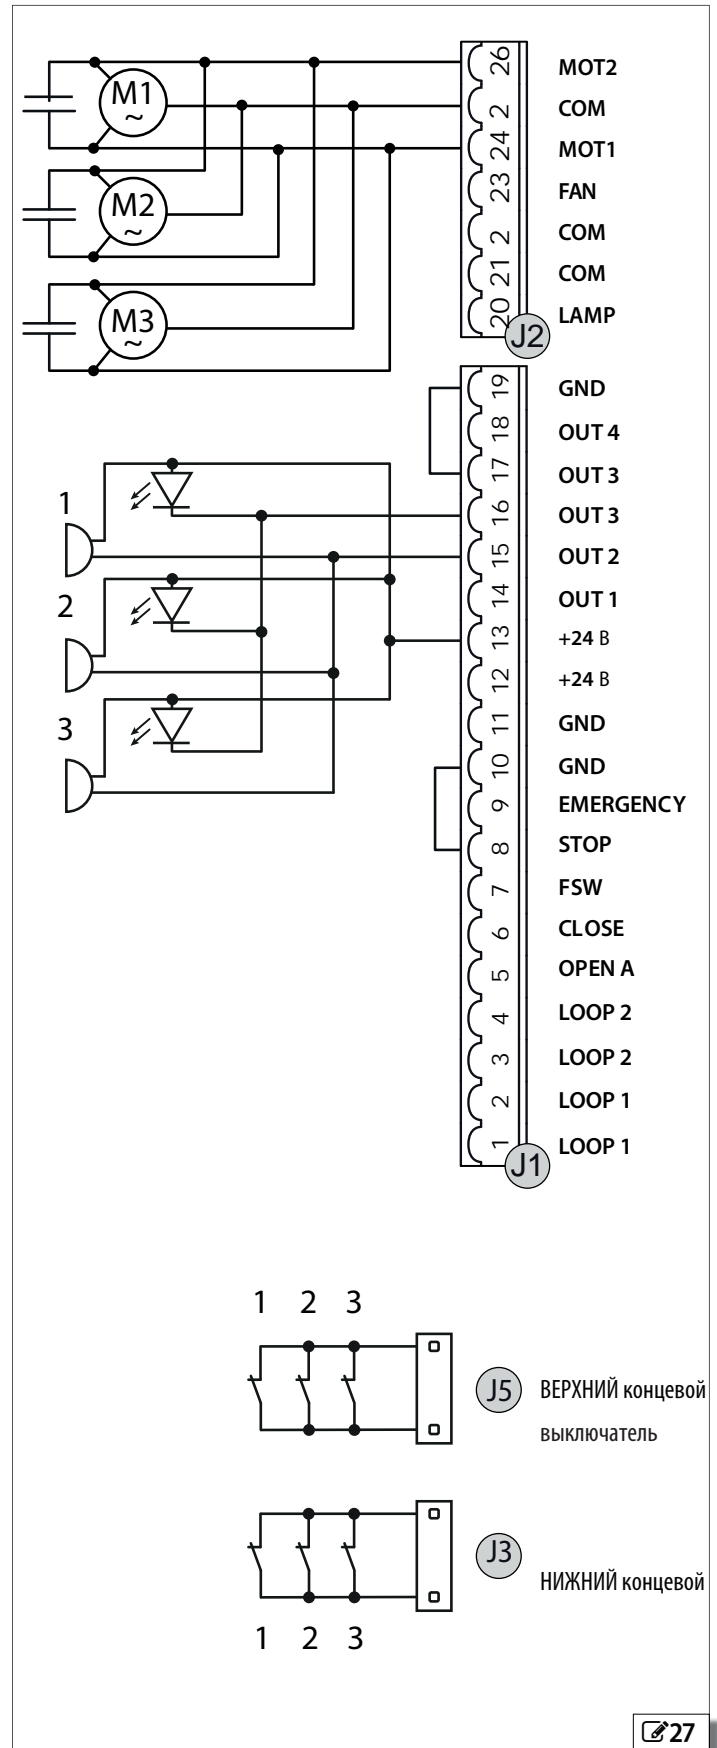 M1
~
M2
~
M3
~
26 MOT2
2 COM
24 MOT1
23 FAN
2 COM
21 COM
20 LAMP
J2
19 GND
18 OUT 4
17 OUT 3
16 OUT 3
15 OUT 2
14 OUT 1
13 +24 В
12 +24 В
11 GND
10 GND
9 EMERGENCY
8 STOP
7 FSW
6 CLOSE
5 OPEN A
4 LOOP 2
3 LOOP 2
2 LOOP 1
1 LOOP 1
J1
1
2
3
1 2 3
J5 ВЕРХНИЙ концевой
выключатель
J3
НИЖНИЙ концевой
1 2 3
27